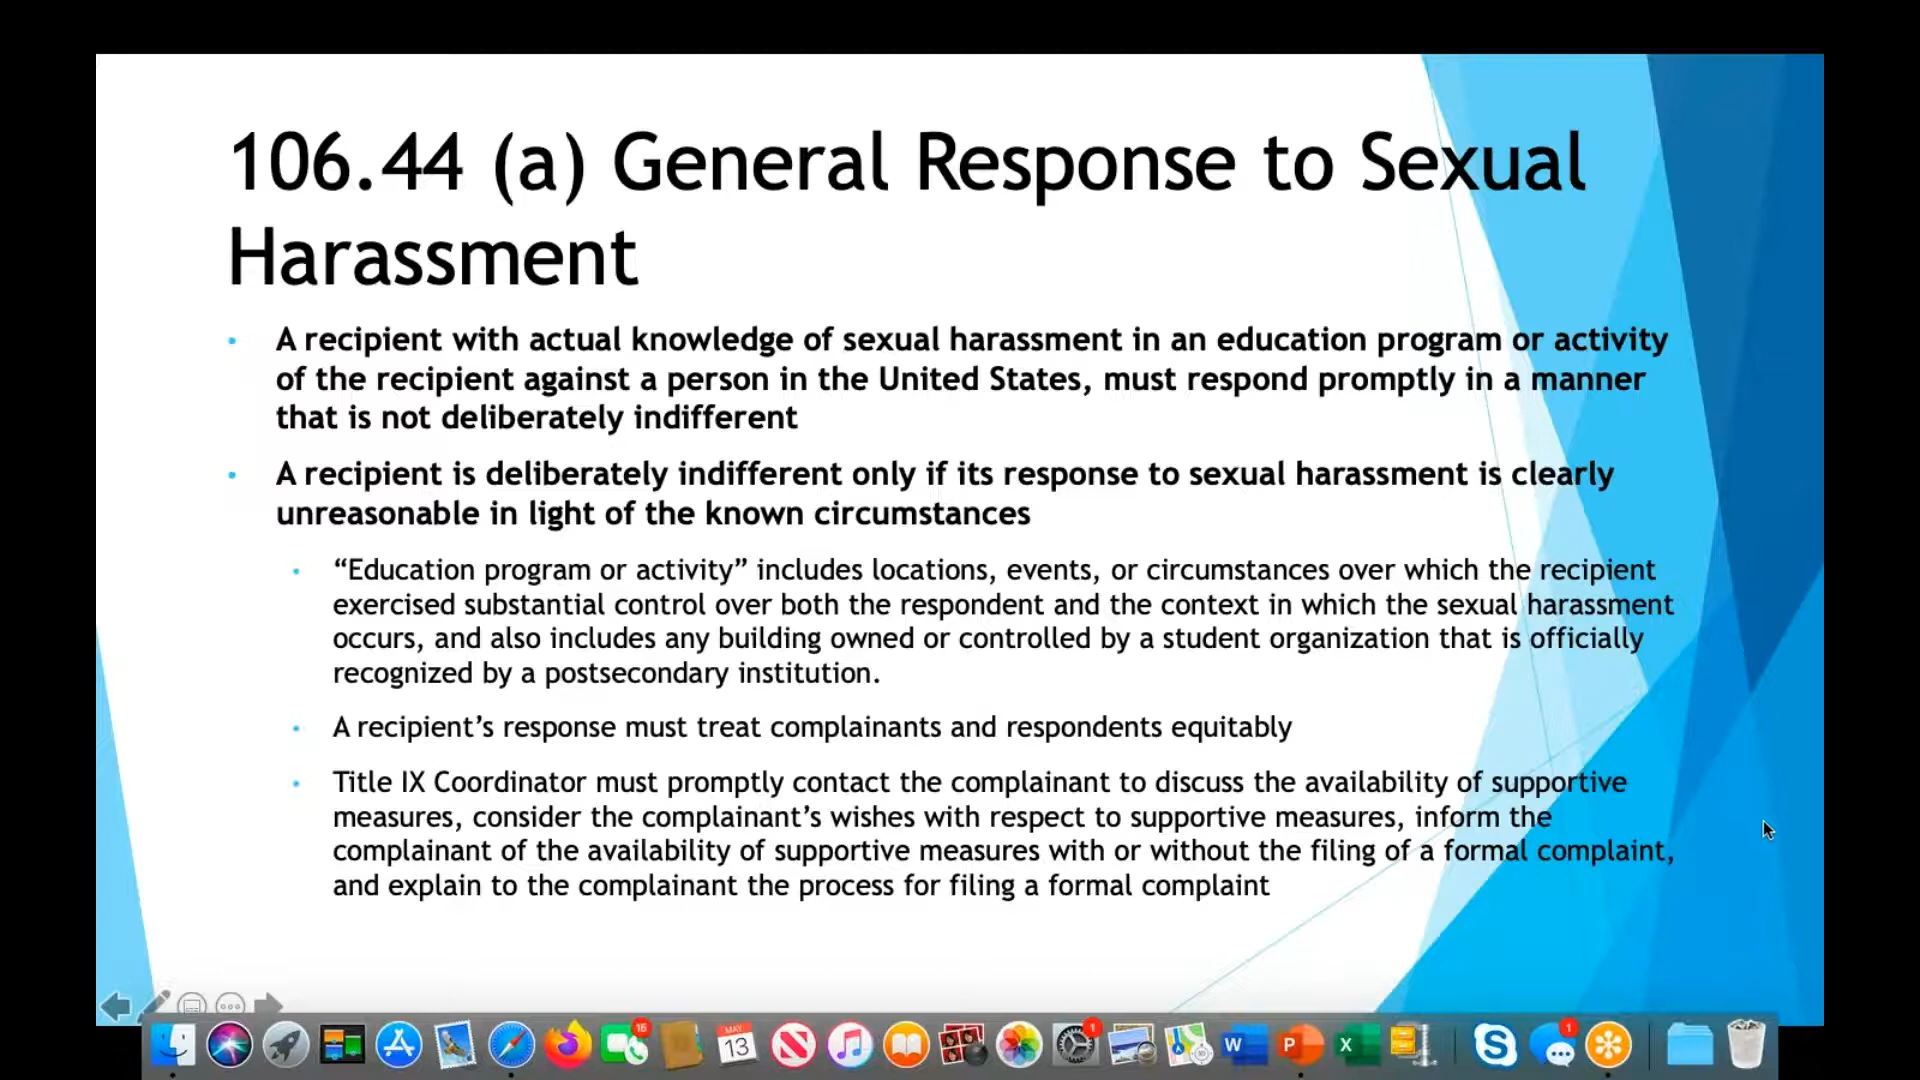 106.44 (a) General Response to Sexual
Harassment
• A recipient with actual knowledge of sexual harassment in an education program or activity
of the recipient against a person in the United States, must respond promptly in a manner
that is not deliberately indifferent
• A recipient is deliberately indifferent only if its response to sexual harassment is clearly
unreasonable in light of the known circumstances
• “Education program or activity” includes locations, events, or circumstances over which the recipient
exercised substantial control over both the respondent and the context in which the sexual harassment
occurs, and also includes any building owned or controlled by a student organization that is officially
recognized by a postsecondary institution.
• A recipient’s response must treat complainants and respondents equitably
• Title IX Coordinator must promptly contact the complainant to discuss the availability of supportive
measures, consider the complainant’s wishes with respect to supportive measures, inform the
complainant of the availability of supportive measures with or without the filing of a formal complaint,
and explain to the complainant the process for filing a formal complaint
16
MAY
13
1
W
P
X
S
1